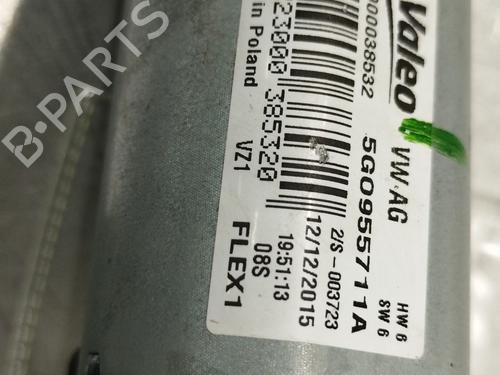 Valeo
000038532
VW.AG
5G0955711A
HW 6
SW 6
23000 385320
in Poland
VZ1
2/S - 003723
12/12/2015
19:51:13
08S
FLEX1
B-PARTS